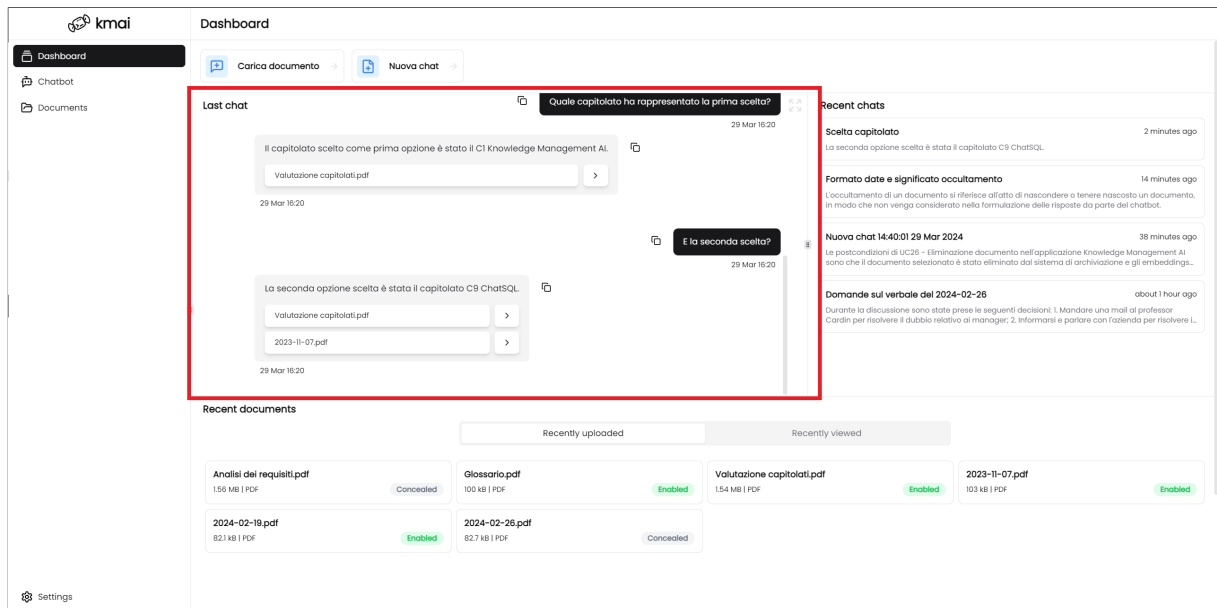 kmai
Dashboard
Dashboard
Chatbot
Documents
Settings
Carica documento
Nuova chat
Last chat
Quale capitolato ha rappresentato la prima scelta?
29 Mar 16:20
Il capitolato scelto come prima opzione è stato il C1 Knowledge Management AI.
Valutazione capitolati.pdf
29 Mar 16:20
E la seconda scelta?
29 Mar 16:20
La seconda opzione scelta è stata il capitolato C9 ChatSQL.
Valutazione capitolati.pdf
2023-11-07.pdf
29 Mar 16:20
Recent chats
Scelta capitolato
2 minutes ago
La seconda opzione scelta è stata il capitolato C9 ChatSQL.
Formato date e significato occultamento
14 minutes ago
L'occultamento di un documento si riferisce all'atto di nascondere o tenere nascosto un documento,
in modo che non venga considerato nella formulazione delle risposte da parte del chatbot.
Nuova chat 14:40:01 29 Mar 2024
38 minutes ago
Le postcondizioni di UC26 - Eliminazione documento nell'applicazione Knowledge Management AI
sono che il documento selezionato è stato eliminato dal sistema di archiviazione e gli embeddings...
Domande sul verbale del 2024-02-26
about 1 hour ago
Durante la discussione sono state prese le seguenti decisioni: 1. Mandare una mail al professor
Cardin per risolvere il dubbio relativo ai manager; 2. Informarsi e parlare con l'azienda per risolvere i...
Recent documents
Recently uploaded
Recently viewed
Analisi dei requisiti.pdf
1.56 MB | PDF
Concealed
Glossario.pdf
100 kB | PDF
Enabled
Valutazione capitolati.pdf
1.54 MB | PDF
Enabled
2023-11-07.pdf
103 kB | PDF
Enabled
2024-02-19.pdf
82.1 kB | PDF
Enabled
2024-02-26.pdf
82.7 kB | PDF
Concealed